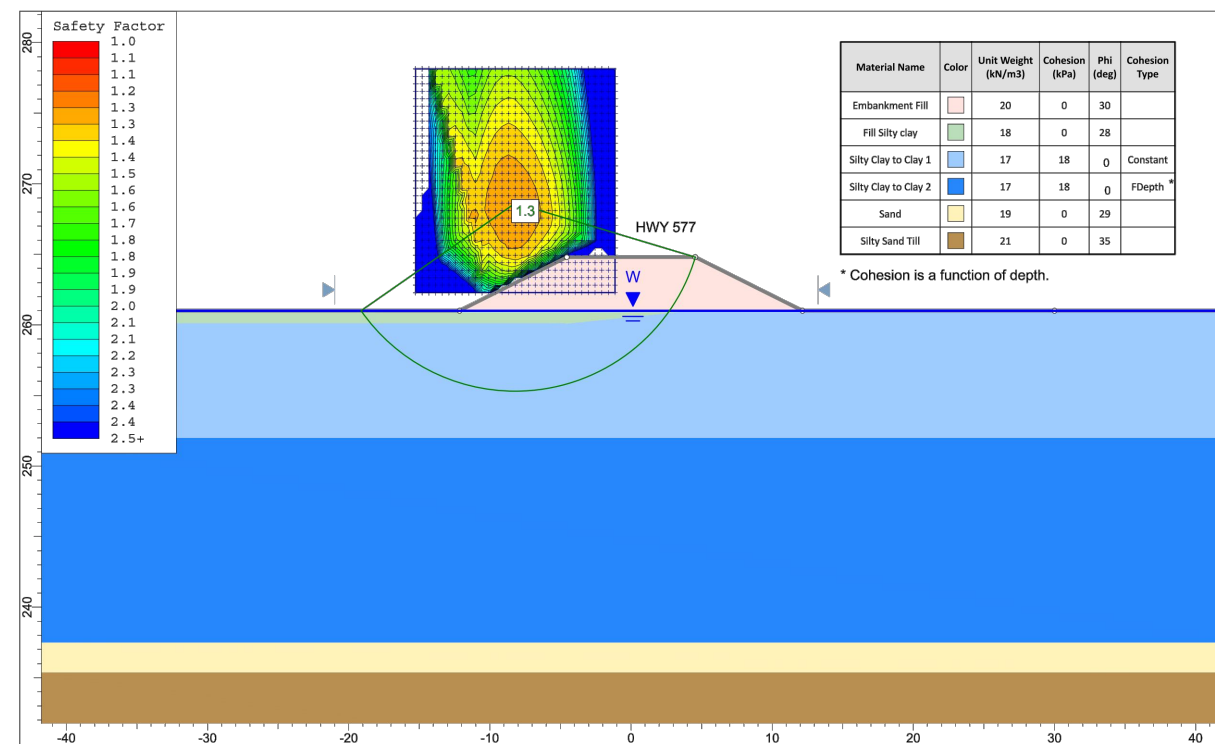 Safety Factor
1.0
1.1
1.1
1.2
1.3
1.3
1.4
1.4
1.5
1.6
1.6
1.7
1.8
1.8
1.9
1.9
2.0
2.1
2.1
2.2
2.3
2.3
2.4
2.4
2.5+
280
270
260
250
240
1.3
HWY 577
W
Material Name Color Unit Weight (kN/m3) Cohesion (kPa) Phi (deg) Cohesion Type
Embankment Fill 20 0 30
Fill Silty clay 18 0 28
Silty Clay to Clay 1 17 18 0 Constant
Silty Clay to Clay 2 17 18 0 FDepth *
Sand 19 0 29
Silty Sand Till 21 0 35
* Cohesion is a function of depth.
-40 -30 -20 -10 0 10 20 30 40